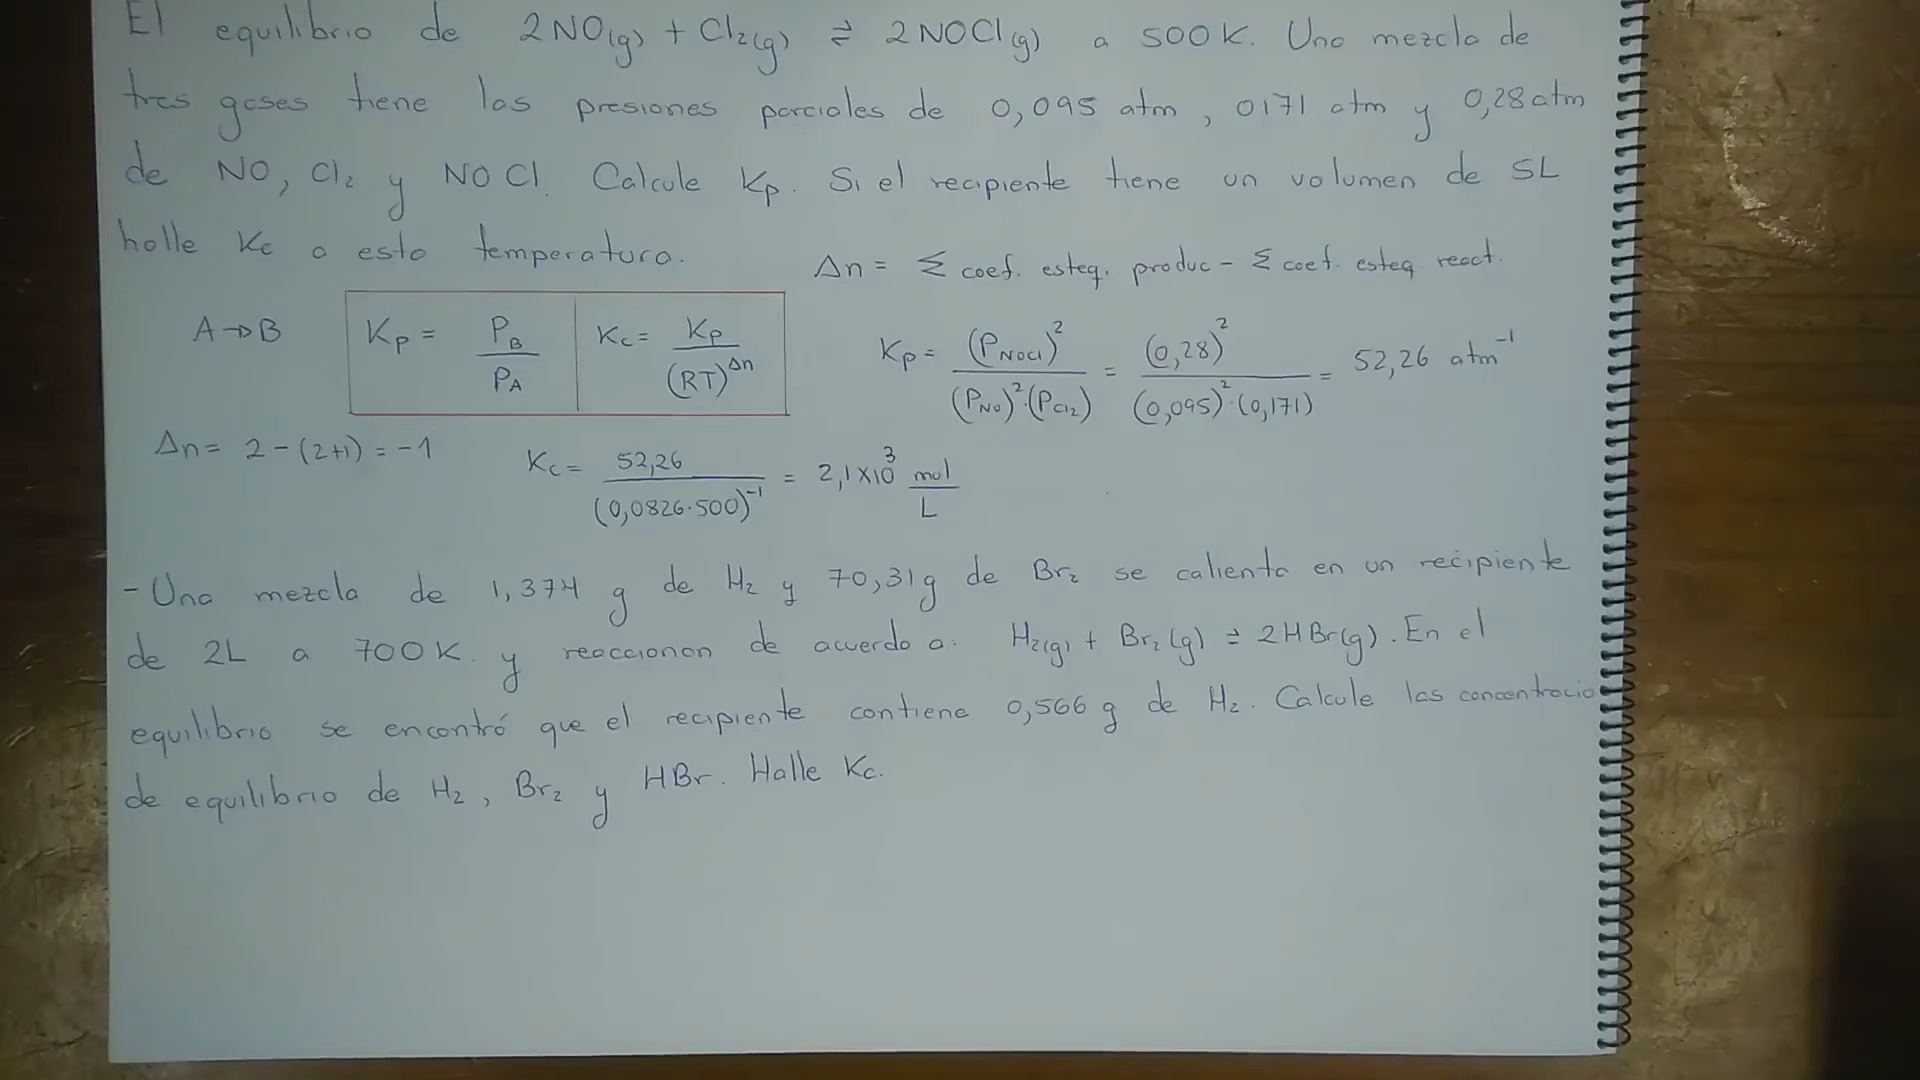 El equilibrio de 2NO(g) + Cl₂(g) ⇌ 2NOCl(g) a 500K. Una mezcla de
tres gases tiene las presiones parciales de 0,095 atm, 0171 atm y 0,28 atm
de NO, Cl₂ y NOCl. Calcule Kp. Si el recipiente tiene un volumen de 5L
halle Kc a esta temperatura.
Δn = Σ coef. esteq. produc - Σ coef. esteq. react.
A → B
Kp = P_B / P_A
Kc = Kp / (RT)^Δn
Kp = (P_NOCl)² / (P_NO)²·(P_Cl₂) = (0,28)² / (0,095)²·(0,171) = 52,26 atm⁻¹
Δn = 2 - (2+1) = -1
Kc = 52,26 / (0,0826·500)⁻¹ = 2,1x10³ mol / L
- Una mezcla de 1,374 g de H₂ y 70,31g de Br₂ se calienta en un recipiente
de 2L a 700K. y reaccionan de acuerdo a: H₂(g) + Br₂(g) ⇌ 2HBr(g). En el
equilibrio se encontró que el recipiente contiene 0,566 g de H₂. Calcule las concentracio
de equilibrio de H₂, Br₂ y HBr. Halle Kc.